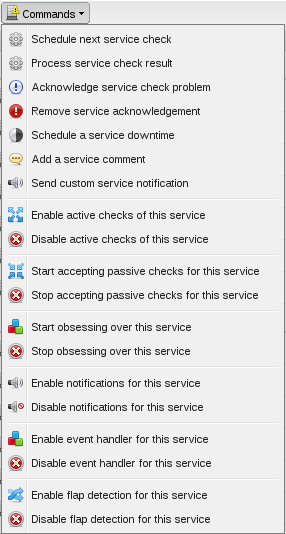 Commands
Schedule next service check
Process service check result
Acknowledge service check problem
Remove service acknowledgement
Schedule a service downtime
Add a service comment
Send custom service notification
Enable active checks of this service
Disable active checks of this service
Start accepting passive checks for this service
Stop accepting passive checks for this service
Start obsessing over this service
Stop obsessing over this service
Enable notifications for this service
Disable notifications for this service
Enable event handler for this service
Disable event handler for this service
Enable flap detection for this service
Disable flap detection for this service